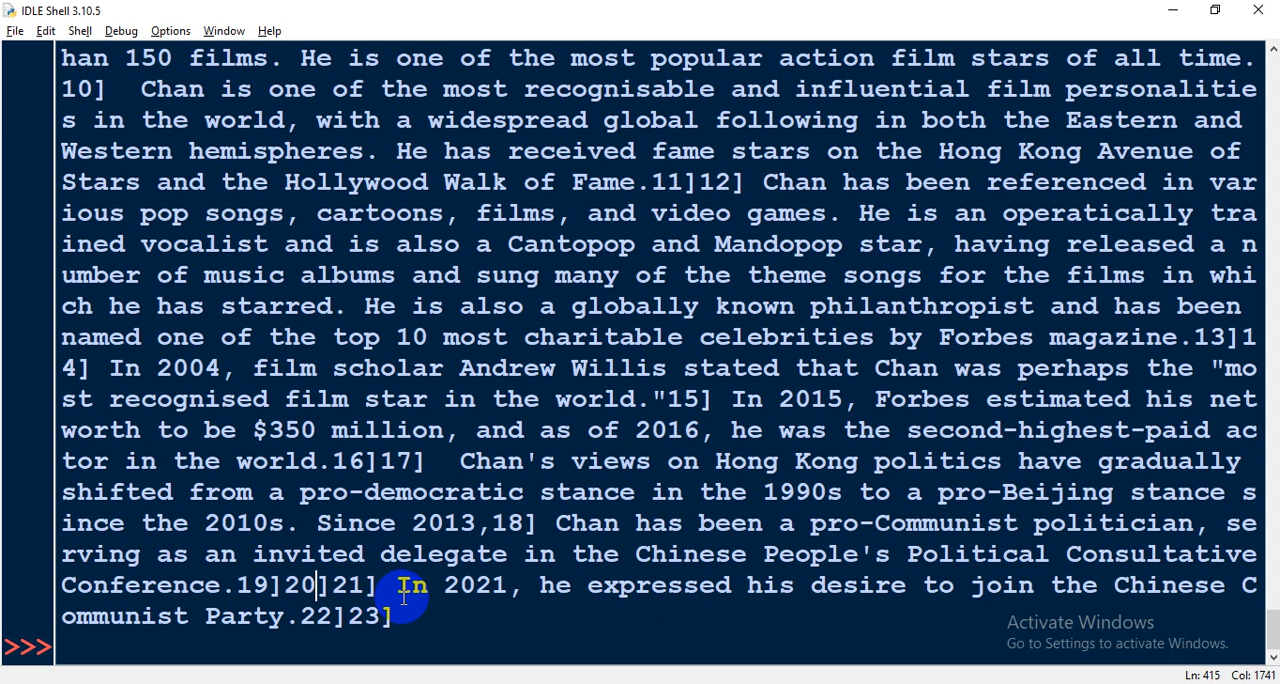 IDLE Shell 3.10.5
File Edit Shell Debug Options Window Help
han 150 films. He is one of the most popular action film stars of all time.
10]  Chan is one of the most recognisable and influential film personalitie
s in the world, with a widespread global following in both the Eastern and
Western hemispheres. He has received fame stars on the Hong Kong Avenue of
Stars and the Hollywood Walk of Fame.11]12] Chan has been referenced in var
ious pop songs, cartoons, films, and video games. He is an operatically tra
ined vocalist and is also a Cantopop and Mandopop star, having released a n
umber of music albums and sung many of the theme songs for the films in whi
ch he has starred. He is also a globally known philanthropist and has been
named one of the top 10 most charitable celebrities by Forbes magazine.13]1
4] In 2004, film scholar Andrew Willis stated that Chan was perhaps the "mo
st recognised film star in the world."15] In 2015, Forbes estimated his net
worth to be $350 million, and as of 2016, he was the second-highest-paid ac
tor in the world.16]17]  Chan's views on Hong Kong politics have gradually
shifted from a pro-democratic stance in the 1990s to a pro-Beijing stance s
ince the 2010s. Since 2013,18] Chan has been a pro-Communist politician, se
rving as an invited delegate in the Chinese People's Political Consultative
Conference.19]20]21] In 2021, he expressed his desire to join the Chinese C
ommunist Party.22]23]
>>>
Activate Windows
Go to Settings to activate Windows.
Ln: 415 Col: 1741